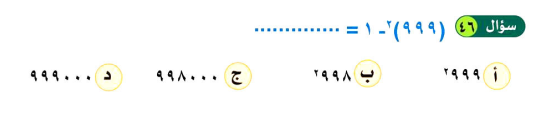 سؤال ٤٦ (٩٩٩)٢ - ١ = ..............
أ ٩٩٩٢ ب ٩٩٨٢ ج ٩٩٨٠٠٠ د ٩٩٩٠٠٠